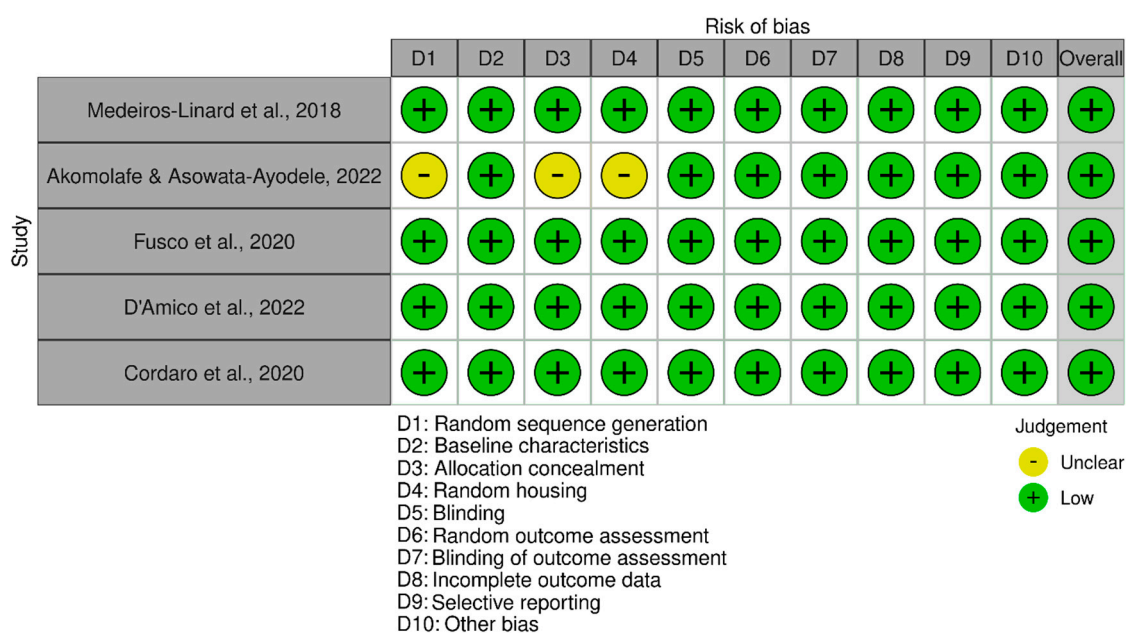 Risk of bias
D1 D2 D3 D4 D5 D6 D7 D8 D9 D10 Overall
Medeiros-Linard et al., 2018 + + + + + + + + + + +
Akomolafe & Asowata-Ayodele, 2022 - + - - + + + + + + +
Study
Fusco et al., 2020 + + + + + + + + + + +
D'Amico et al., 2022 + + + + + + + + + + +
Cordaro et al., 2020 + + + + + + + + + + +
D1: Random sequence generation
D2: Baseline characteristics
D3: Allocation concealment
D4: Random housing
D5: Blinding
D6: Random outcome assessment
D7: Blinding of outcome assessment
D8: Incomplete outcome data
D9: Selective reporting
D10: Other bias
Judgement
- Unclear
+ Low